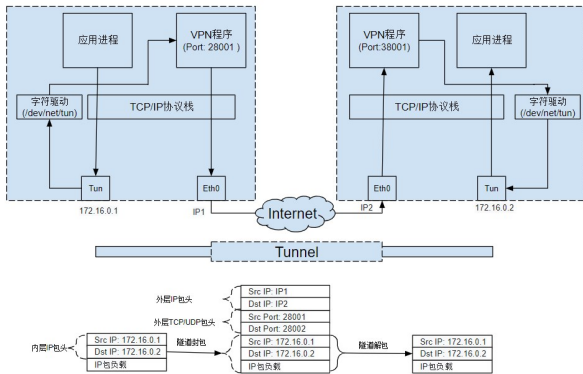 应用进程
VPN程序
(Port: 28001 )
字符驱动
(/dev/net/tun)
TCP/IP协议栈
Tun
Eth0
172.16.0.1
IP1
VPN程序
(Port:38001)
应用进程
TCP/IP协议栈
字符驱动
(/dev/net/tun)
Eth0
Tun
IP2
172.16.0.2
Internet
Tunnel
外层IP包头
Src IP: IP1
Dst IP: IP2
外层TCP/UDP包头
Src Port: 28001
Dst Port: 28002
内层IP包头
Src IP: 172.16.0.1
Dst IP: 172.16.0.2
IP包负载
隧道封包
Src IP: 172.16.0.1
Dst IP: 172.16.0.2
IP包负载
隧道解包
Src IP: 172.16.0.1
Dst IP: 172.16.0.2
IP包负载